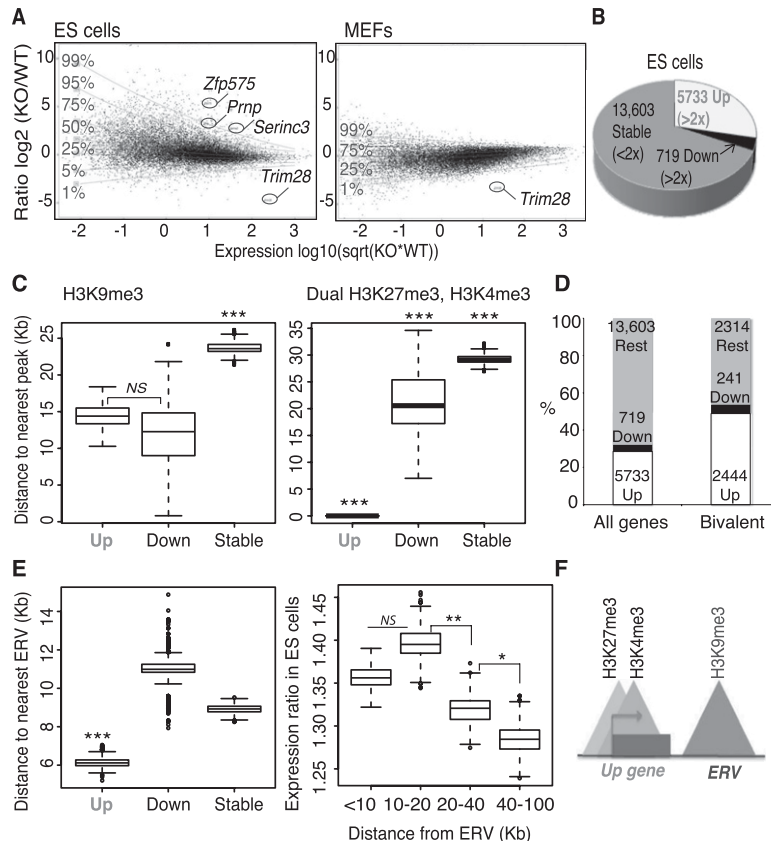 A
ES cells
MEFs
Ratio log2 (KO/WT)
10
5
0
-5
99%
95%
75%
50%
25%
5%
1%
Zfp575
Prnp
Serinc3
Trim28
-2
-1
0
1
2
3
10
5
0
-5
99%
75%
25%
1%
Trim28
-2
-1
0
1
2
3
Expression log10(sqrt(KO*WT))
B
ES cells
5733 Up
(>2x)
13,603
Stable
(<2x)
719 Down
(>2x)
C
H3K9me3
Distance to nearest peak (Kb)
25
20
15
10
5
0
NS
***
Up
Down
Stable
Dual H3K27me3, H3K4me3
35
30
25
20
15
10
5
0
***
***
***
Up
Down
Stable
D
%
100
80
60
40
20
0
13,603
Rest
719
Down
5733
Up
2314
Rest
241
Down
2444
Up
All genes
Bivalent
E
Distance to nearest ERV (Kb)
14
12
10
8
6
***
Up
Down
Stable
Expression ratio in ES cells
1.45
1.40
1.35
1.30
1.25
NS
**
*
<10
10-20
20-40
40-100
Distance from ERV (Kb)
F
H3K27me3
H3K4me3
H3K9me3
Up gene
ERV